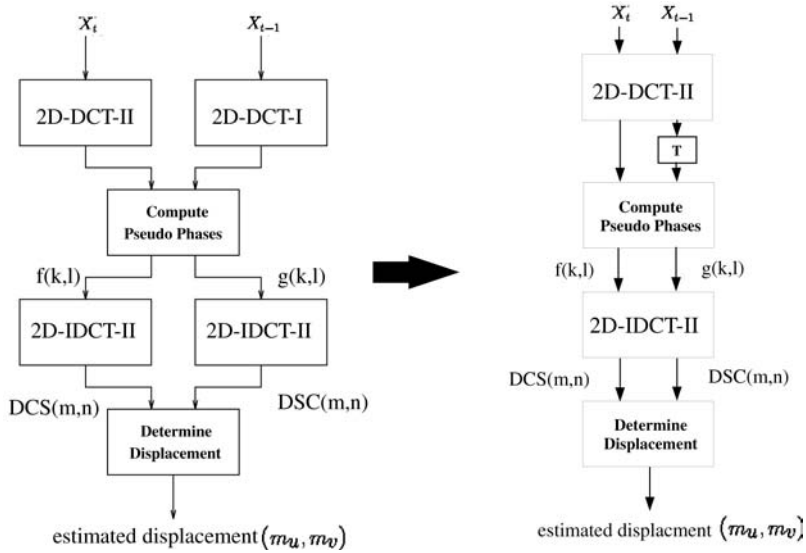 X_t X_{t-1}
2D-DCT-II 2D-DCT-I
Compute
Pseudo Phases
f(k,l) g(k,l)
2D-IDCT-II 2D-IDCT-II
DCS(m,n) DSC(m,n)
Determine
Displacement
estimated displacement (m_u, m_v)
X_t X_{t-1}
2D-DCT-II
T
Compute
Pseudo Phases
f(k,l) g(k,l)
2D-IDCT-II
DCS(m,n) DSC(m,n)
Determine
Displacement
estimated displacment (m_u, m_v)